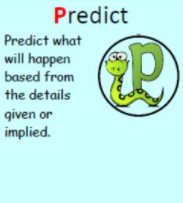 Predict
Predict what
will happen
based from
the details
given or
implied.
p